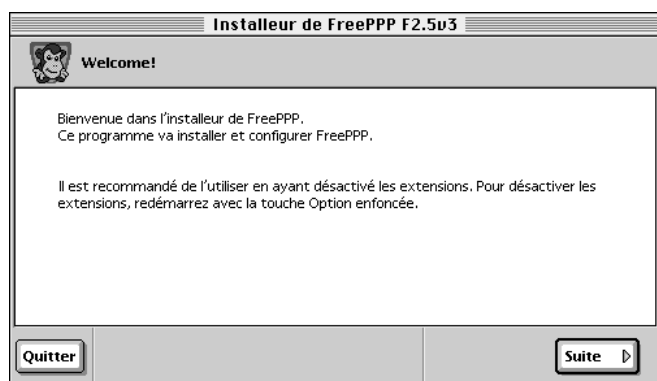 Installeur de FreePPP F2.5v3
Welcome!
Bienvenue dans l'installeur de FreePPP.
Ce programme va installer et configurer FreePPP.
Il est recommandé de l'utiliser en ayant désactivé les extensions. Pour désactiver les
extensions, redémarrez avec la touche Option enfoncée.
Quitter
Suite